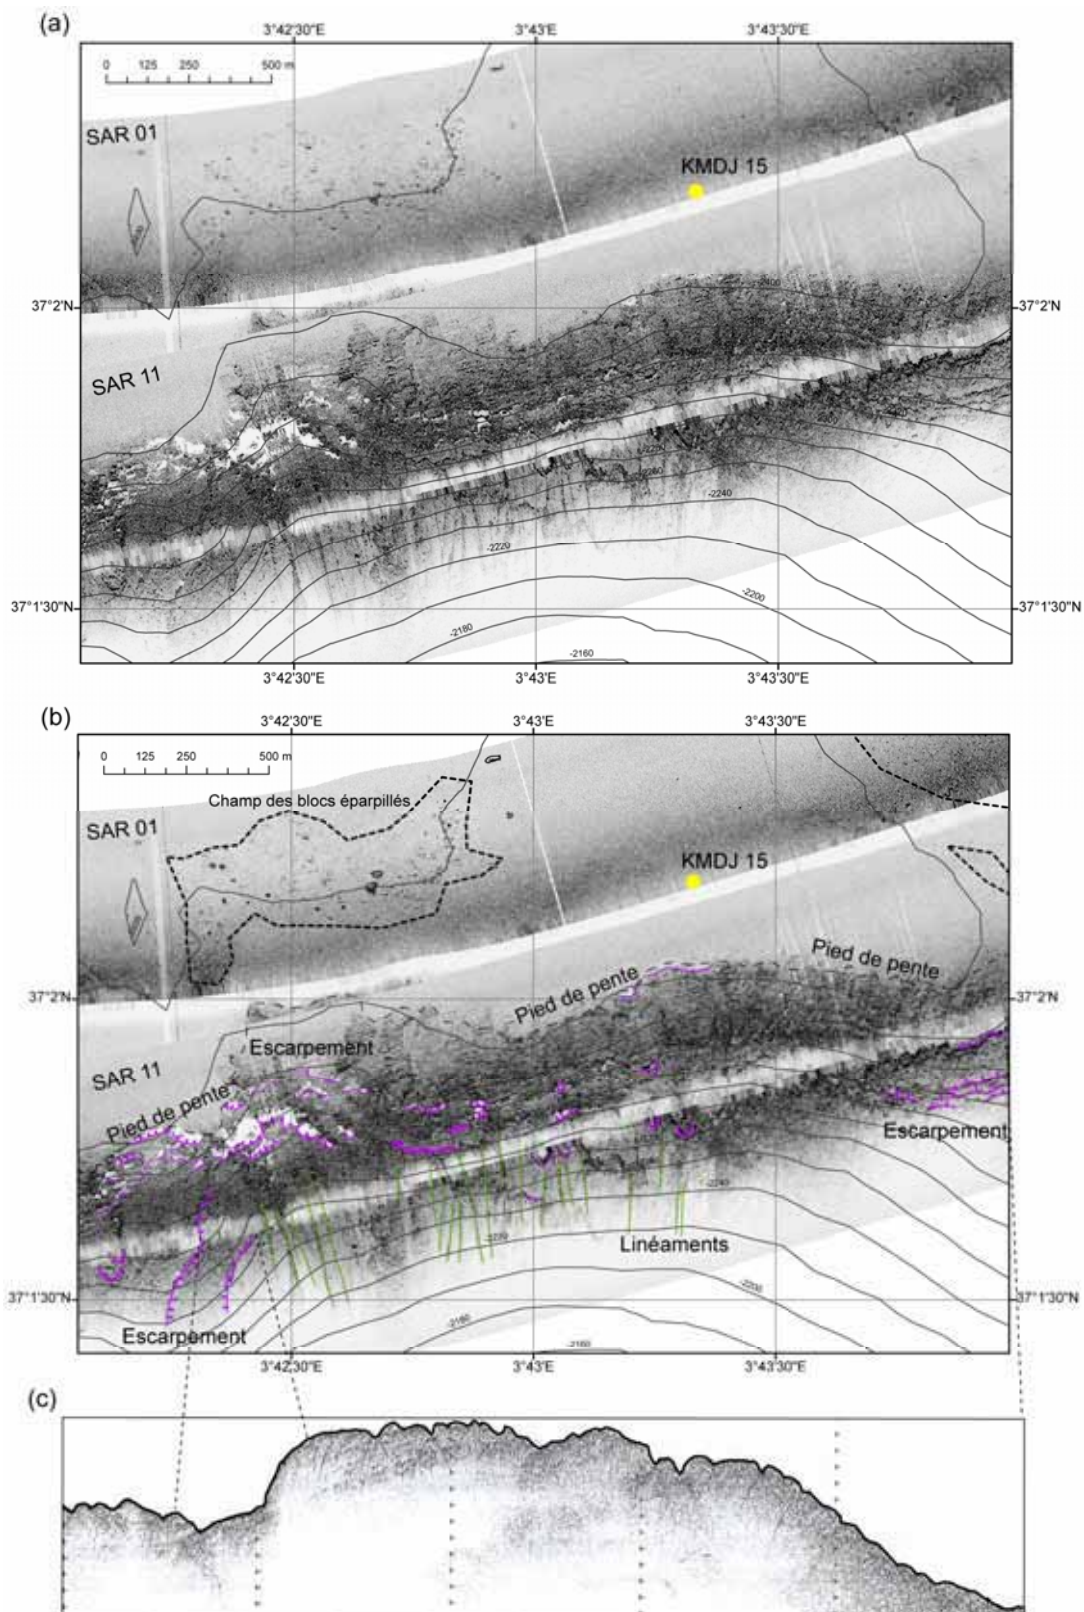 (a)
3°42'30"E 3°43'E 3°43'30"E
0 125 250 500 m
SAR 01
KMDJ 15
37°2'N 37°2'N
-2400
SAR 11
-2260
-2240
-2220
-2200
37°1'30"N 37°1'30"N
-2180
-2160
3°42'30"E 3°43'E 3°43'30"E
(b)
3°42'30"E 3°43'E 3°43'30"E
0 125 250 500 m
Champ des blocs éparpillés
SAR 01
KMDJ 15
Pied de pente
Pied de pente
37°2'N 37°2'N
Escarpement
SAR 11
Pied de pente
Escarpement
-2240
-2220
Linéaments
-2200
37°1'30"N 37°1'30"N
-2180
Escarpement
-2160
3°42'30"E 3°43'E 3°43'30"E
(c)